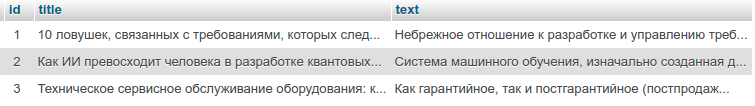 id title text
1 10 ловушек, связанных с требованиями, которых след... Небрежное отношение к разработке и управлению треб...
2 Как ИИ превосходит человека в разработке квантовых... Система машинного обучения, изначально созданная д...
3 Техническое сервисное обслуживание оборудования: к... Как гарантийное, так и постгарантийное (постпродаж...